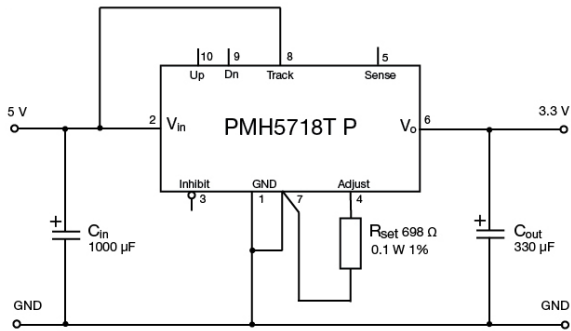 10 9 8 5
Up Dn Track Sense
5 V
2
Vin
PMH5718T P
Vo
6
3.3 V
Inhibit GND Adjust
3 1 7 4
+
Cin
1000 µF
Rset 698 Ω
0.1 W 1%
+
Cout
330 µF
GND
GND